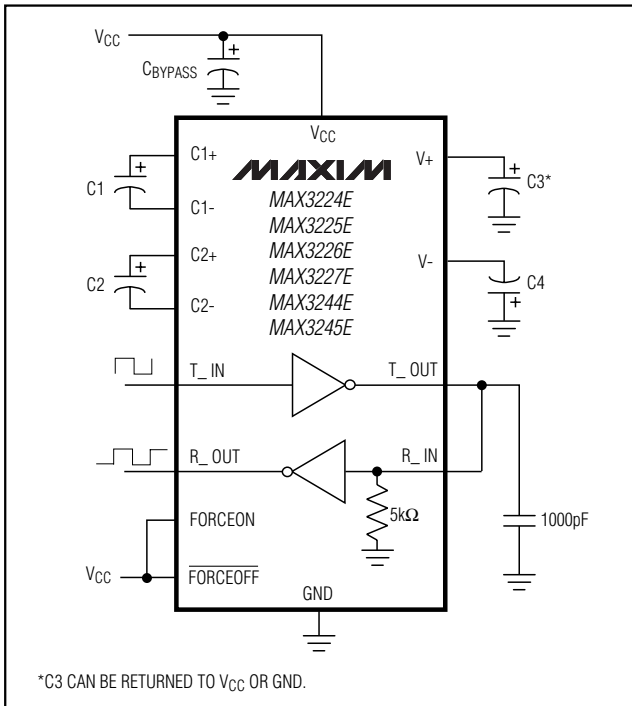 VCC
CBYPASS
+
VCC
C1+
C1
+
C1-
C2+
C2
+
C2-
MAXIM
MAX3224E
MAX3225E
MAX3226E
MAX3227E
MAX3244E
MAX3245E
V+
+
C3*
V-
C4
+
T_ IN
T_ OUT
R_ OUT
R_ IN
5kΩ
1000pF
FORCEON
VCC
FORCEOFF
GND
*C3 CAN BE RETURNED TO VCC OR GND.